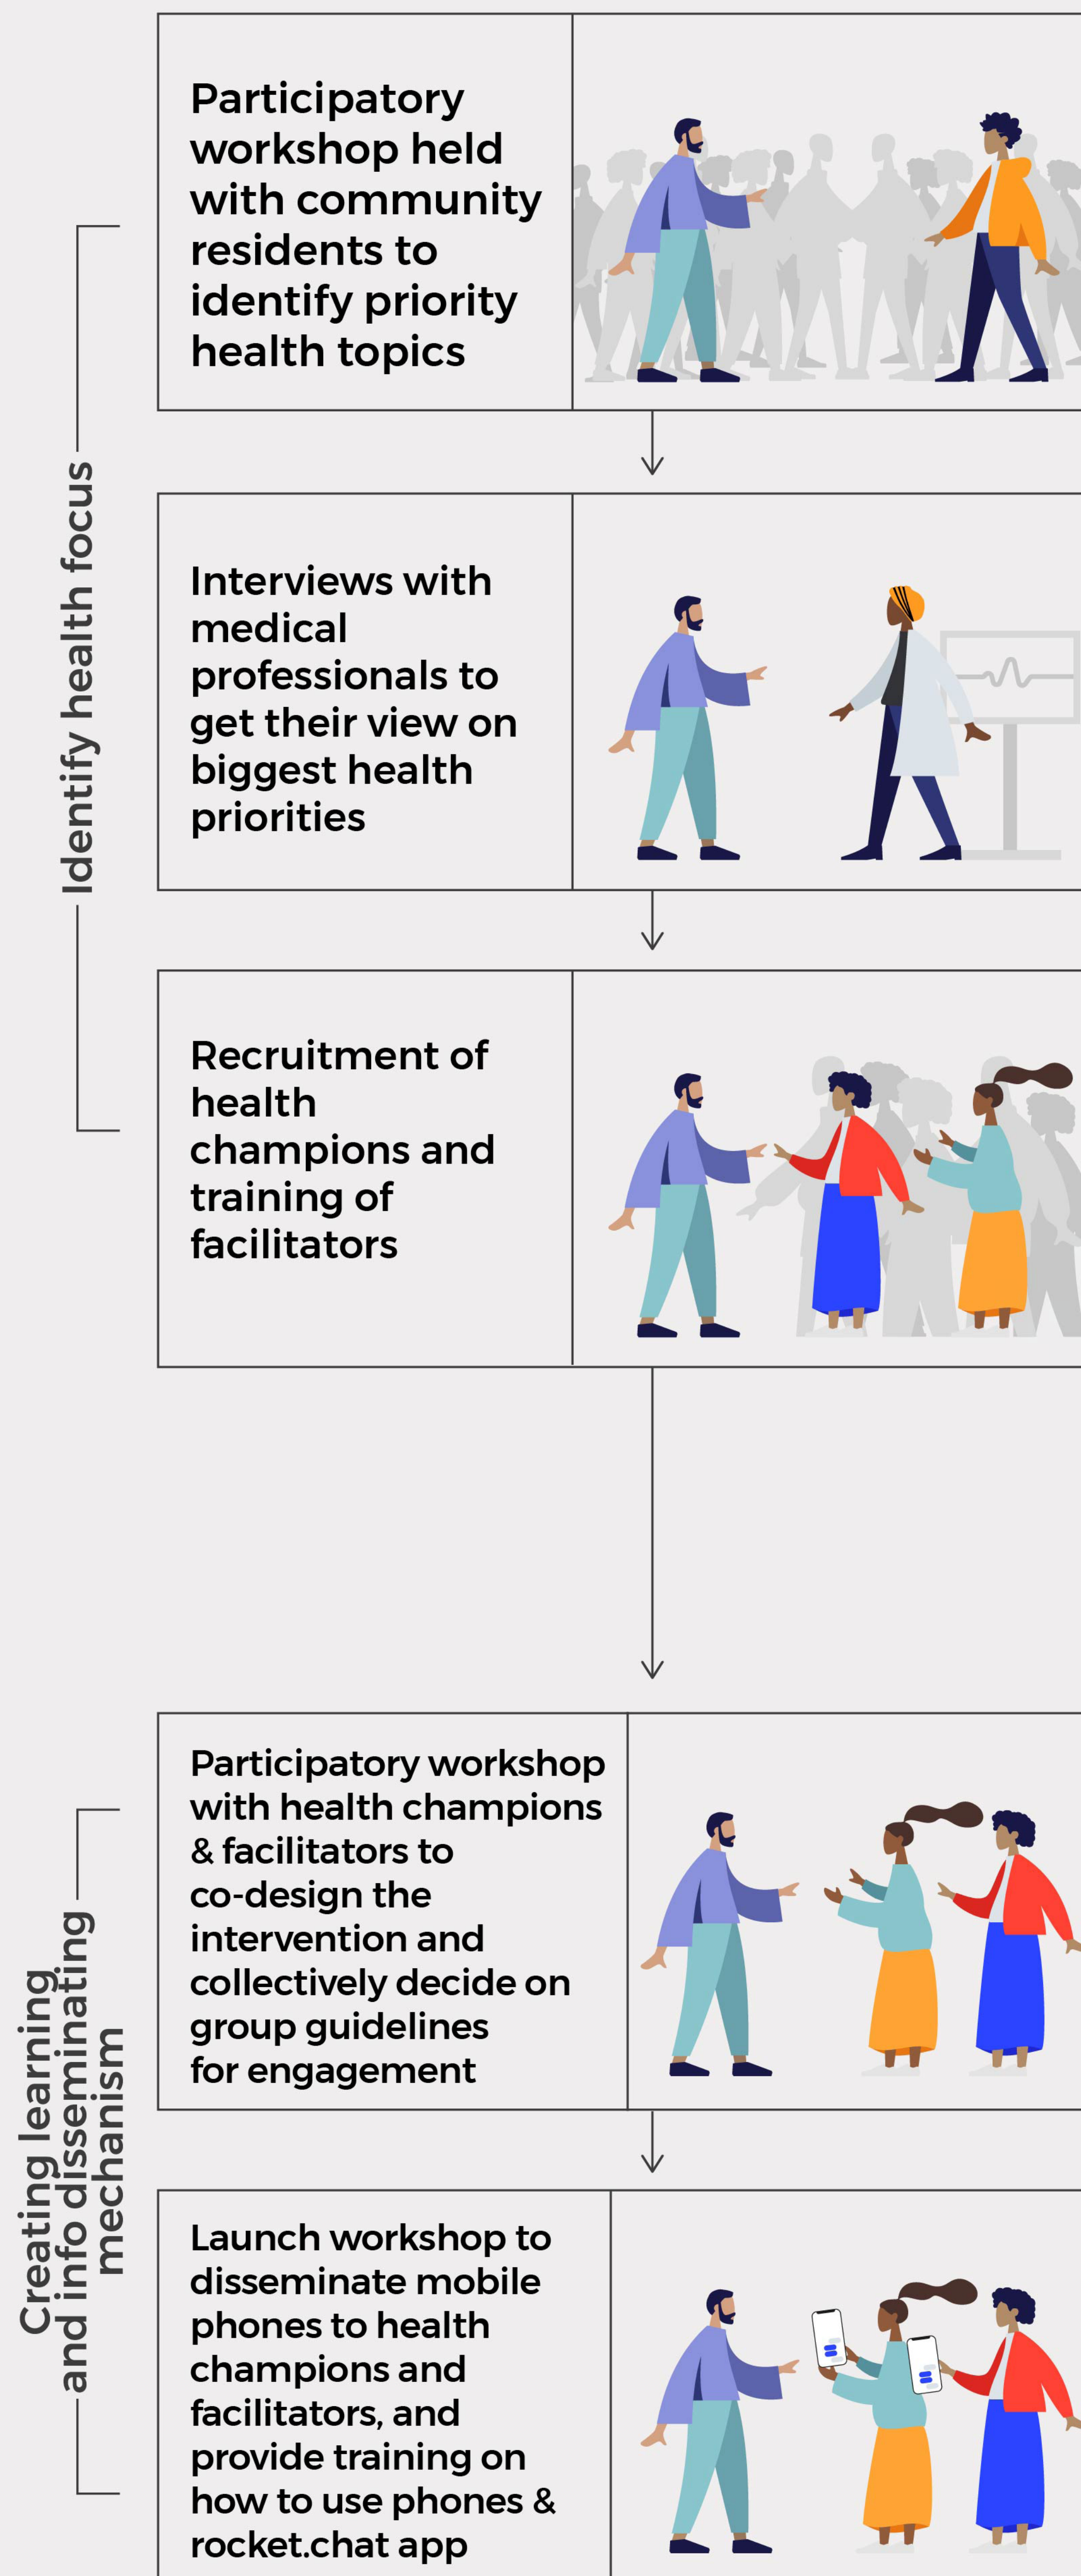 Identify health focus
Participatory
workshop held
with community
residents to
identify priority
health topics
Interviews with
medical
professionals to
get their view on
biggest health
priorities
Recruitment of
health
champions and
training of
facilitators
Creating learning
and info disseminating
mechanism
Participatory workshop
with health champions
& facilitators to
co-design the
intervention and
collectively decide on
group guidelines
for engagement
Launch workshop to
disseminate mobile
phones to health
champions and
facilitators, and
provide training on
how to use phones &
rocket.chat app